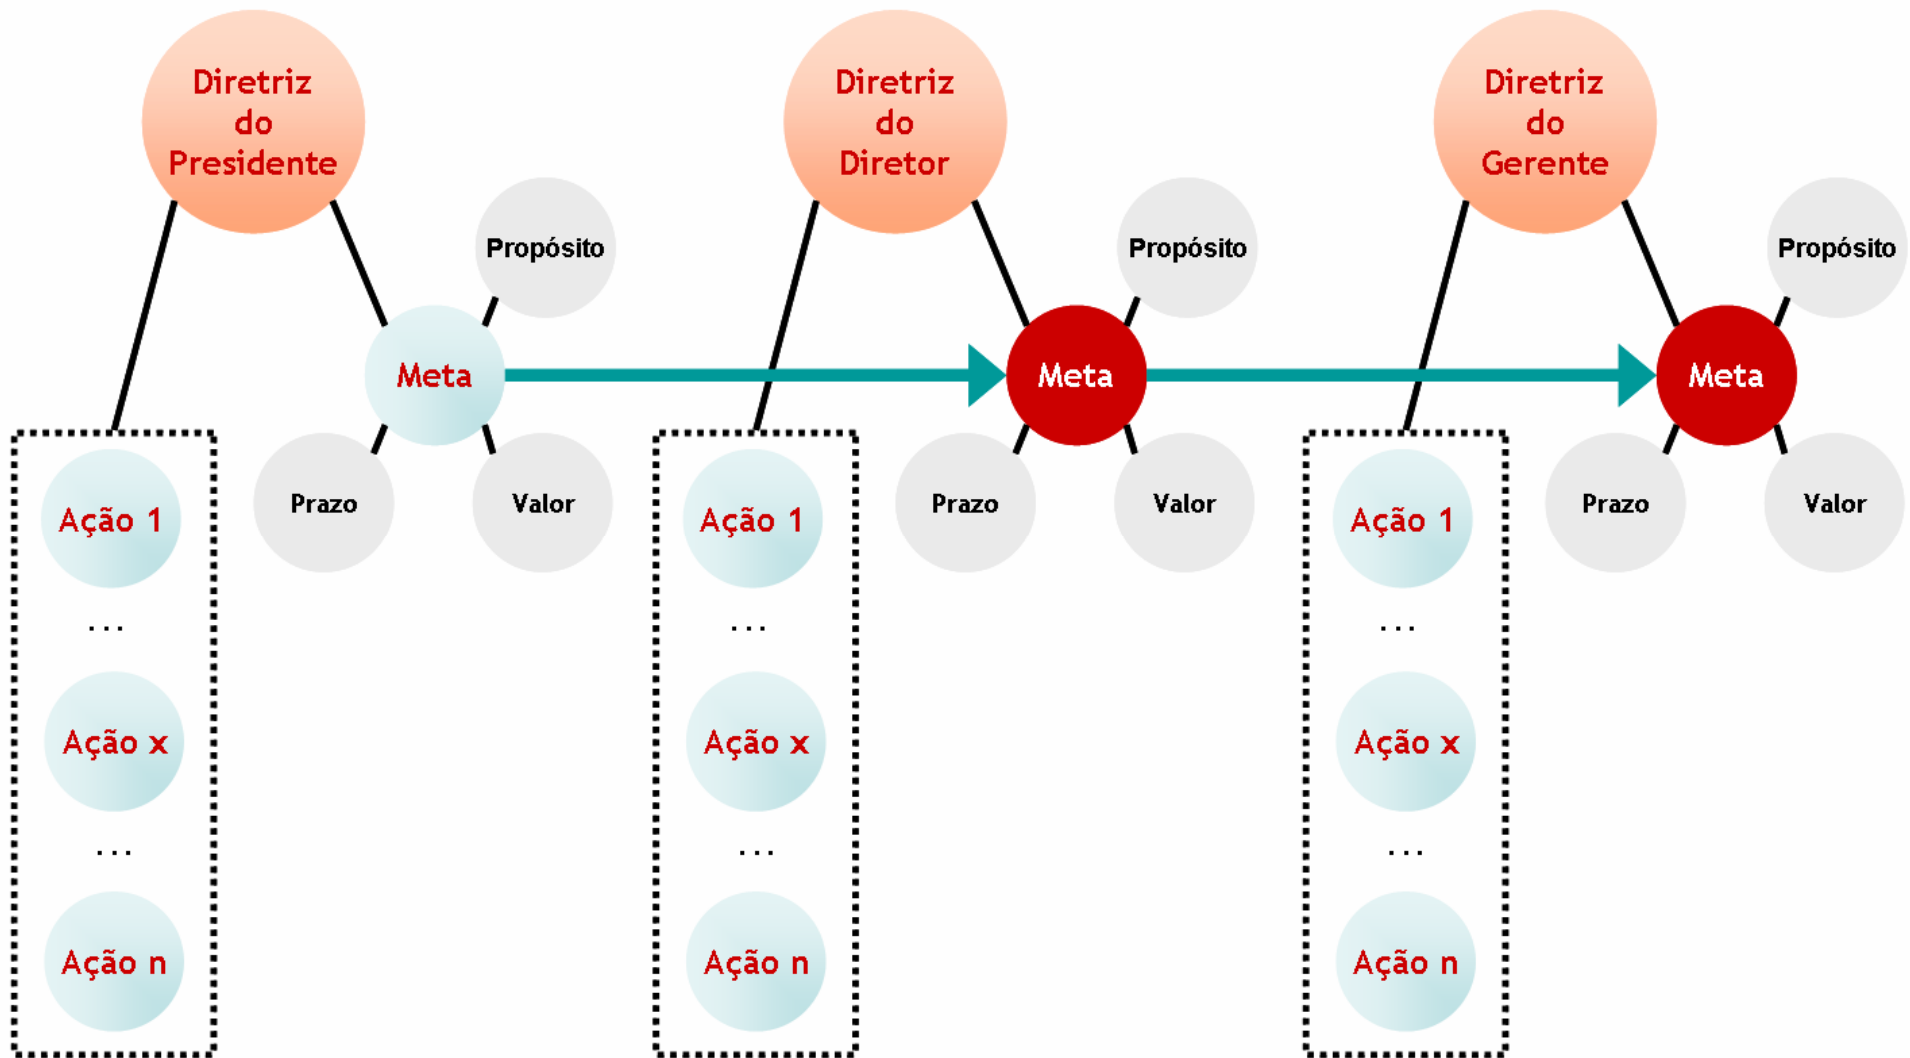 Diretriz
do
Presidente
Propósito
Meta
Prazo
Valor
Ação 1
...
Ação x
...
Ação n
Diretriz
do
Diretor
Propósito
Meta
Prazo
Valor
Ação 1
...
Ação x
...
Ação n
Diretriz
do
Gerente
Propósito
Meta
Prazo
Valor
Ação 1
...
Ação x
...
Ação n